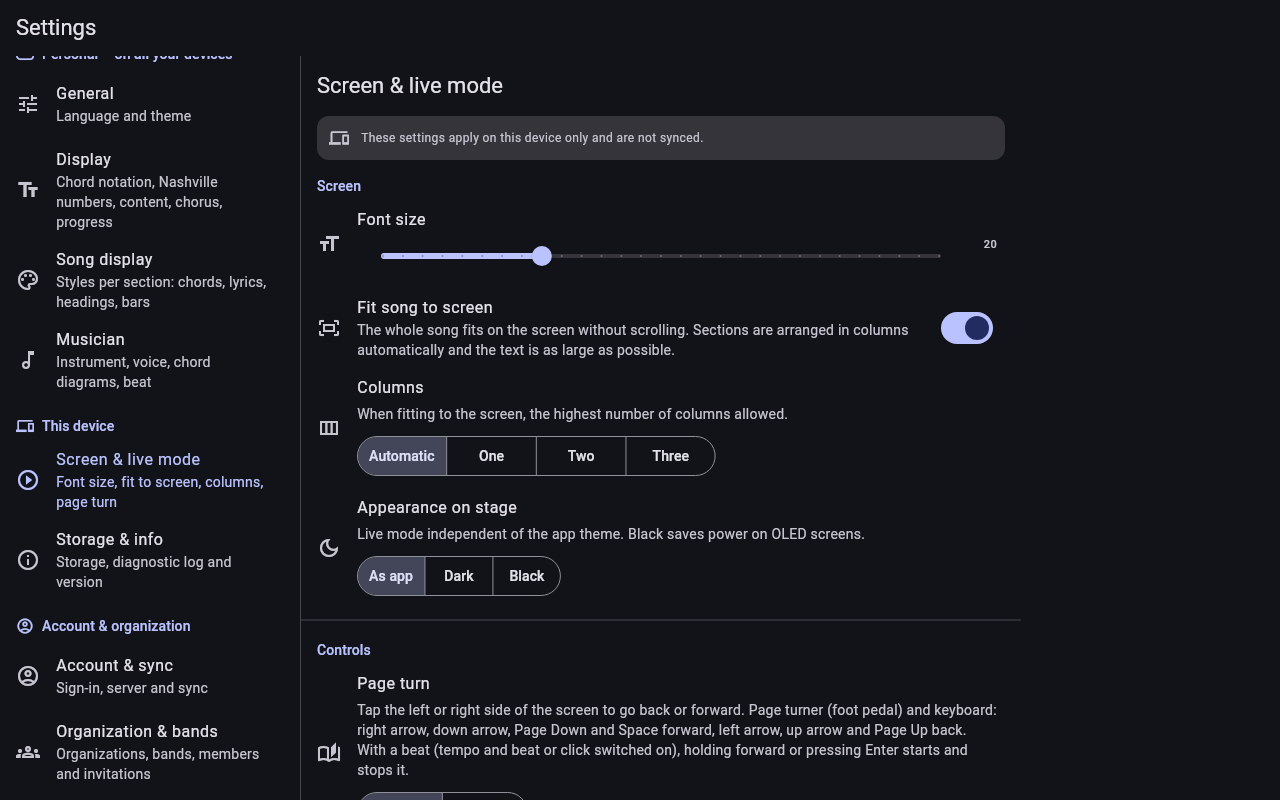 Settings
Personal – on all your devices
General
Language and theme
Display
Chord notation, Nashville
numbers, content, chorus,
progress
Song display
Styles per section: chords, lyrics,
headings, bars
Musician
Instrument, voice, chord
diagrams, beat
This device
Screen & live mode
Font size, fit to screen, columns,
page turn
Storage & info
Storage, diagnostic log and
version
Account & organization
Account & sync
Sign-in, server and sync
Organization & bands
Organizations, bands, members
and invitations
Screen & live mode
These settings apply on this device only and are not synced.
Screen
Font size
20
Fit song to screen
The whole song fits on the screen without scrolling. Sections are arranged in columns
automatically and the text is as large as possible.
Columns
When fitting to the screen, the highest number of columns allowed.
Automatic One Two Three
Appearance on stage
Live mode independent of the app theme. Black saves power on OLED screens.
As app Dark Black
Controls
Page turn
Tap the left or right side of the screen to go back or forward. Page turner (foot pedal) and keyboard:
right arrow, down arrow, Page Down and Space forward, left arrow, up arrow and Page Up back.
With a beat (tempo and beat or click switched on), holding forward or pressing Enter starts and
stops it.